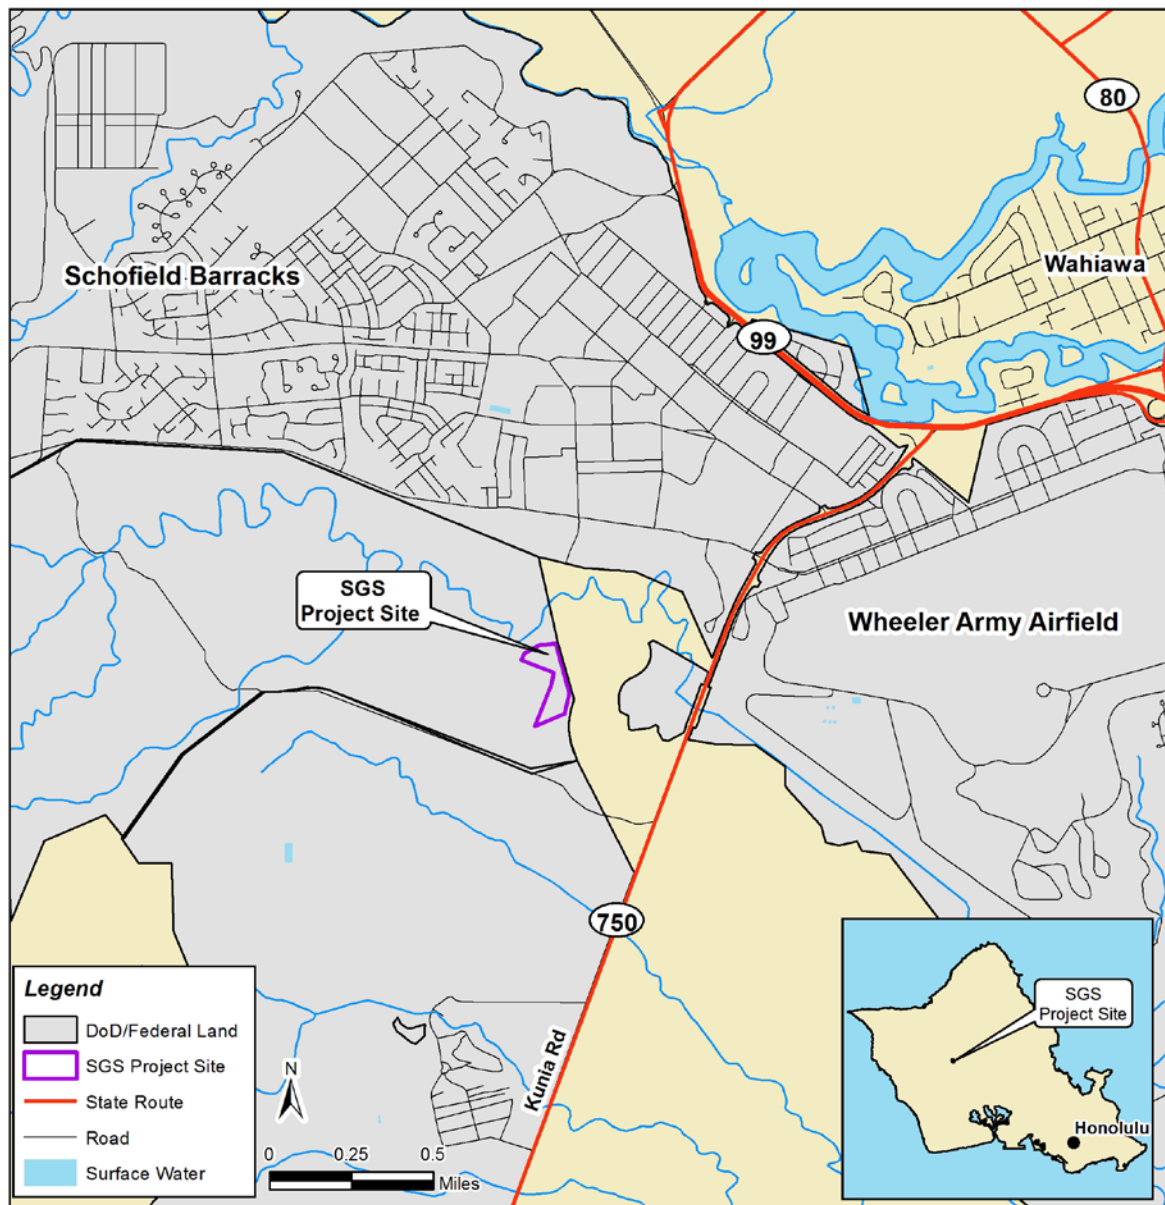 80
Wahiawa
Schofield Barracks
99
SGS
Project Site
Wheeler Army Airfield
750
Kunia Rd
Legend
DoD/Federal Land
SGS Project Site
State Route
Road
Surface Water
N
0 0.25 0.5
Miles
SGS
Project Site
Honolulu